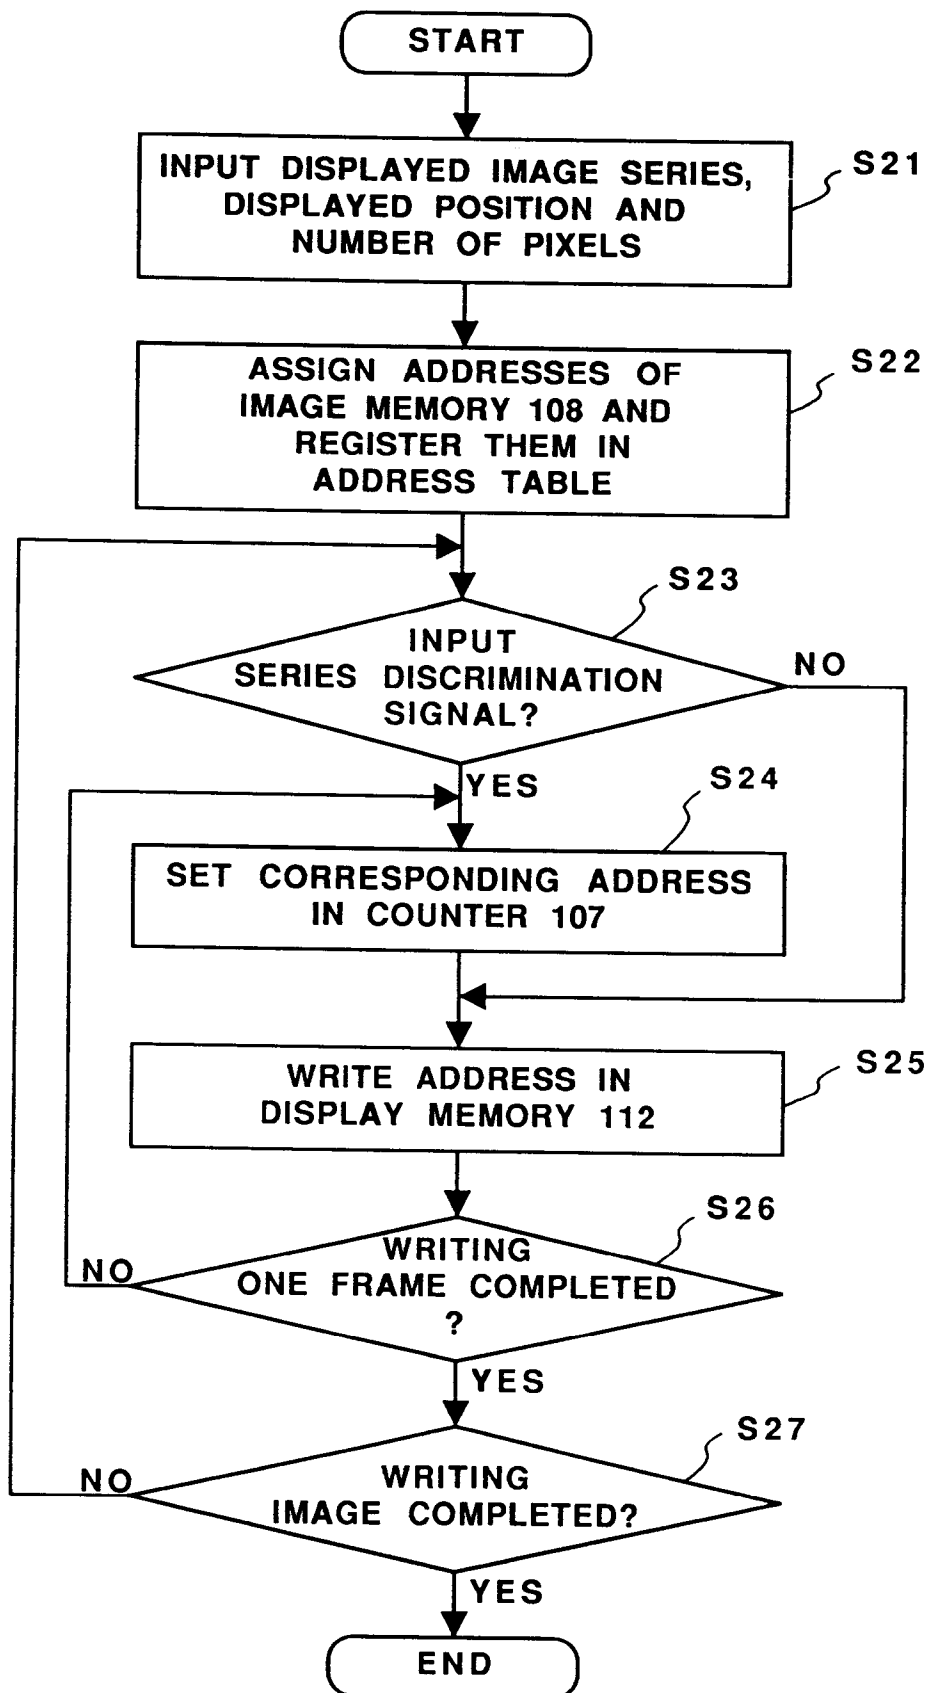 START
INPUT DISPLAYED IMAGE SERIES,
DISPLAYED POSITION AND
NUMBER OF PIXELS
S21
ASSIGN ADDRESSES OF
IMAGE MEMORY 108 AND
REGISTER THEM IN
ADDRESS TABLE
S22
S23
INPUT
SERIES DISCRIMINATION
SIGNAL?
NO
YES
S24
SET CORRESPONDING ADDRESS
IN COUNTER 107
WRITE ADDRESS IN
DISPLAY MEMORY 112
S25
S26
WRITING
ONE FRAME COMPLETED
?
NO
YES
S27
WRITING
IMAGE COMPLETED?
NO
YES
END